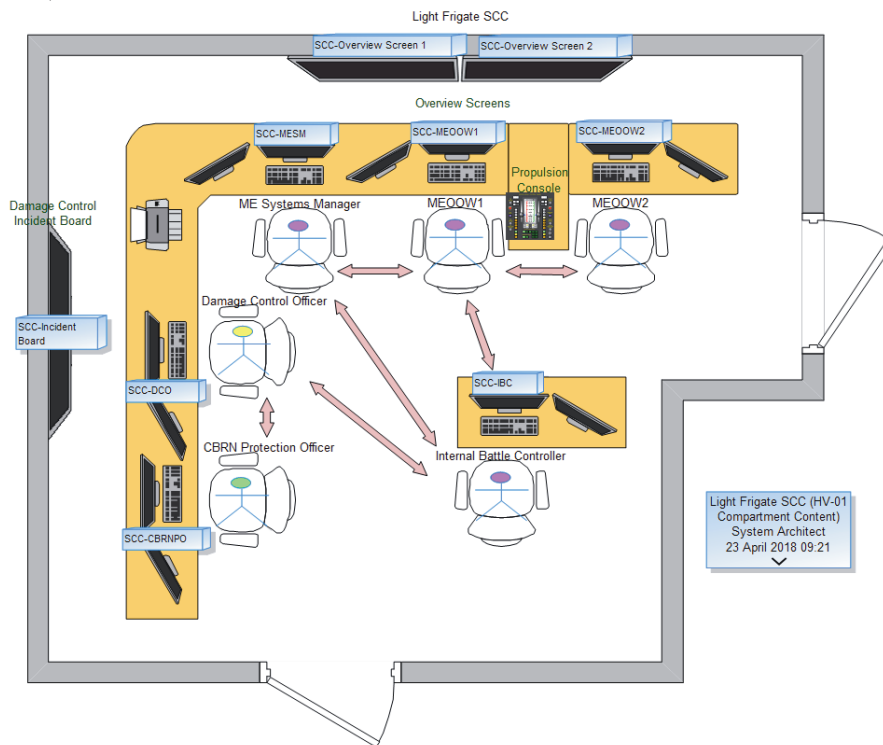 Light Frigate SCC
SCC-Overview Screen 1
SCC-Overview Screen 2
Overview Screens
SCC-MESM
SCC-MEOOW1
SCC-MEOOW2
Propulsion
Console
Damage Control
Incident Board
ME Systems Manager
MEOOW1
MEOOW2
Damage Control Officer
SCC-Incident
Board
SCC-DCO
SCC-IBC
CBRN Protection Officer
Internal Battle Controller
SCC-CBRNPO
Light Frigate SCC (HV-01
Compartment Content)
System Architect
23 April 2018 09:21